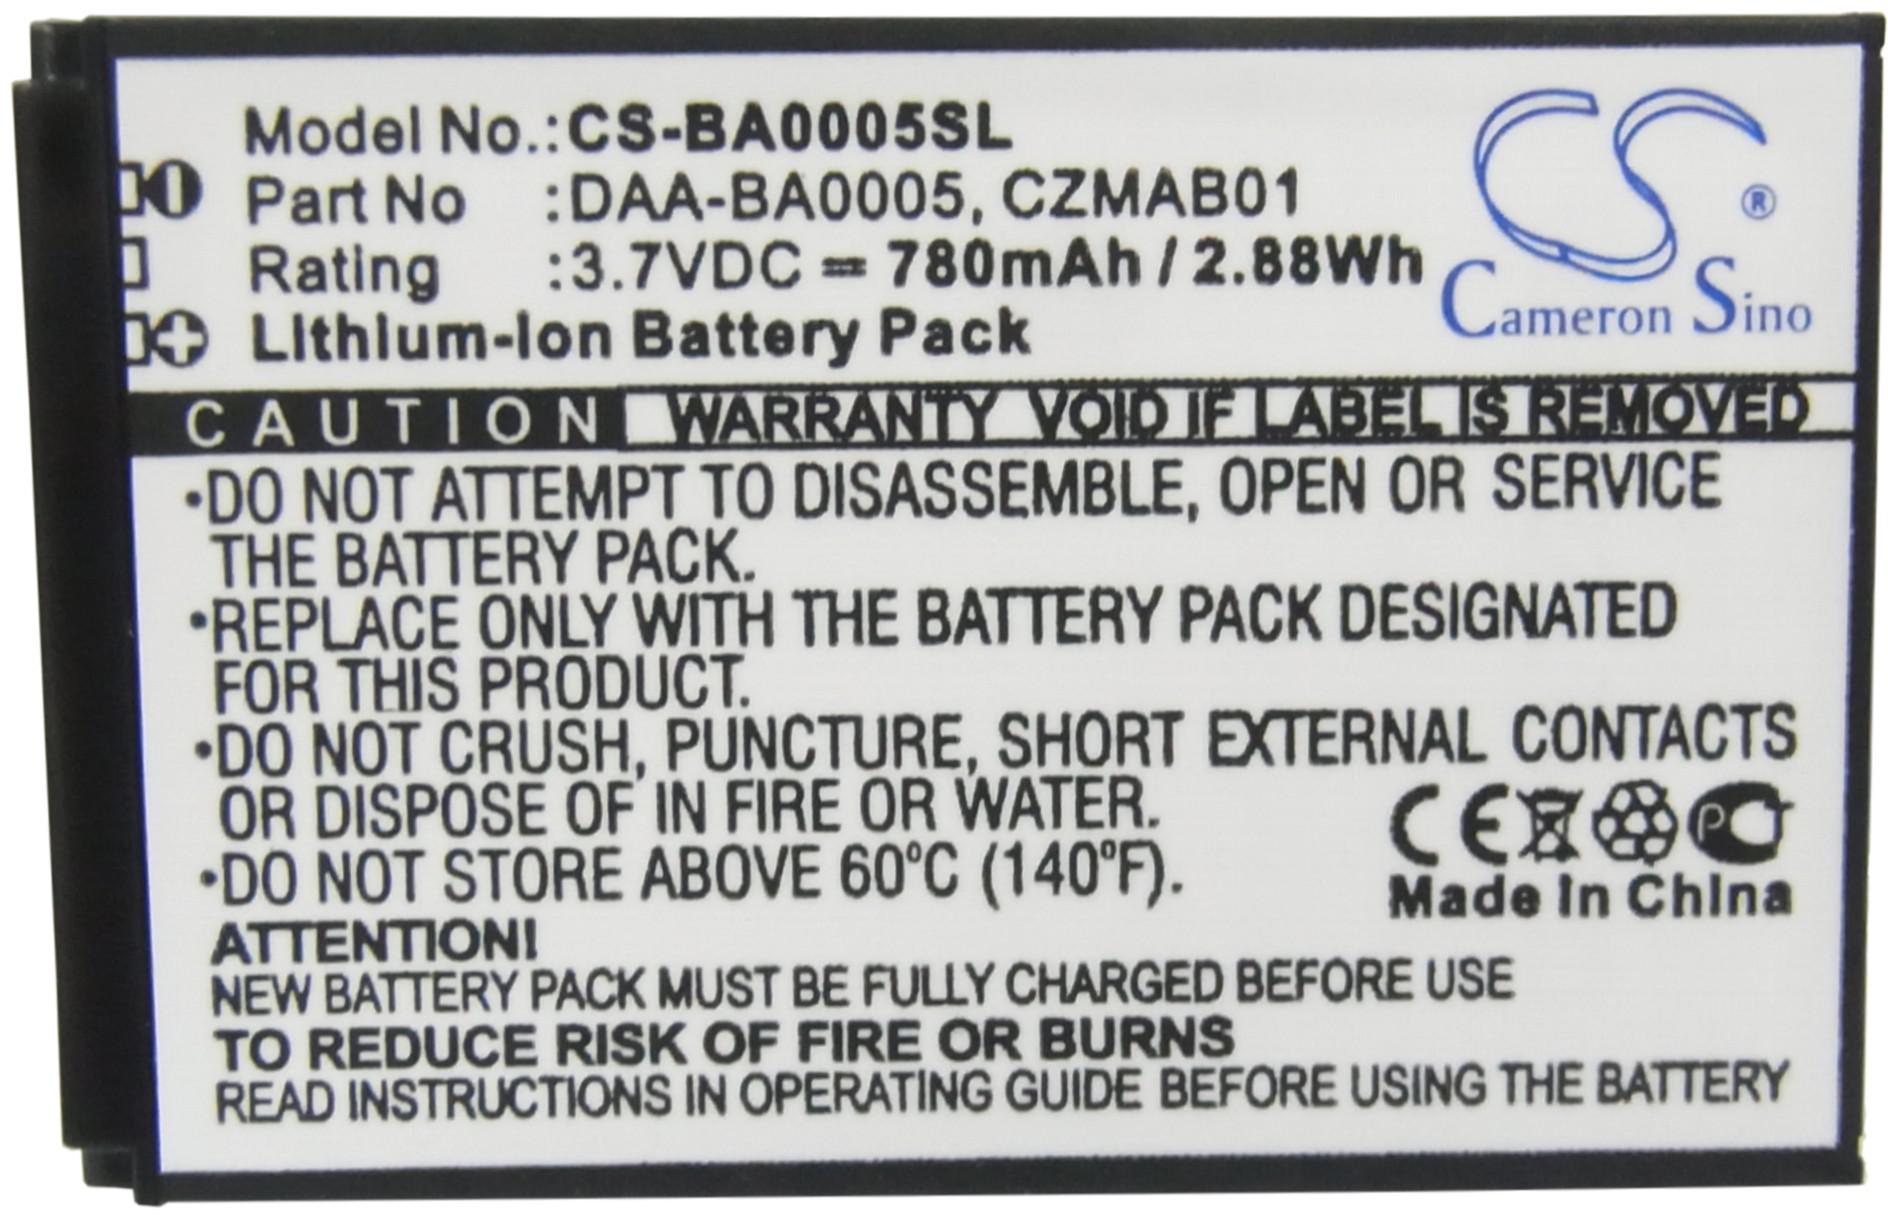 Model No.:CS-BA0005SL
Part No :DAA-BA0005, CZMAB01
Rating :3.7VDC = 780mAh / 2.88Wh
Lithium-Ion Battery Pack
CS ®
Cameron Sino
CAUTION WARRANTY VOID IF LABEL IS REMOVED
•DO NOT ATTEMPT TO DISASSEMBLE, OPEN OR SERVICE
THE BATTERY PACK.
•REPLACE ONLY WITH THE BATTERY PACK DESIGNATED
FOR THIS PRODUCT.
•DO NOT CRUSH, PUNCTURE, SHORT EXTERNAL CONTACTS
OR DISPOSE OF IN FIRE OR WATER.
•DO NOT STORE ABOVE 60°C (140°F).
CE PCT
Made In China
ATTENTION!
NEW BATTERY PACK MUST BE FULLY CHARGED BEFORE USE
TO REDUCE RISK OF FIRE OR BURNS
READ INSTRUCTIONS IN OPERATING GUIDE BEFORE USING THE BATTERY